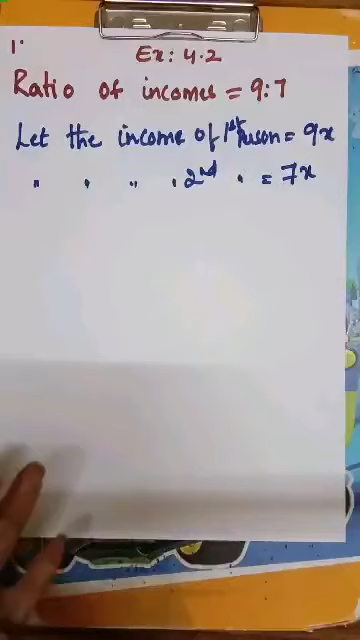 1.
Ex: 4.2
Ratio of incomes = 9:7
Let the income of 1st person = 9x
" " " " 2nd " = 7x